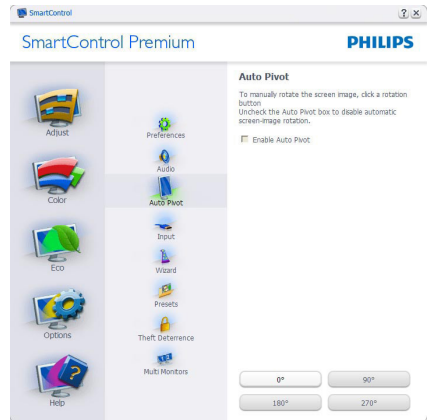 SmartControl
SmartControl Premium
PHILIPS
Adjust
Color
Eco
Options
Help
Preferences
Audio
Auto Pivot
Input
Wizard
Presets
Theft Deterrence
Multi Monitors
Auto Pivot
To manually rotate the screen image, click a rotation
button
Uncheck the Auto Pivot box to disable automatic
screen-image rotation.
Enable Auto Pivot
0°
90°
180°
270°